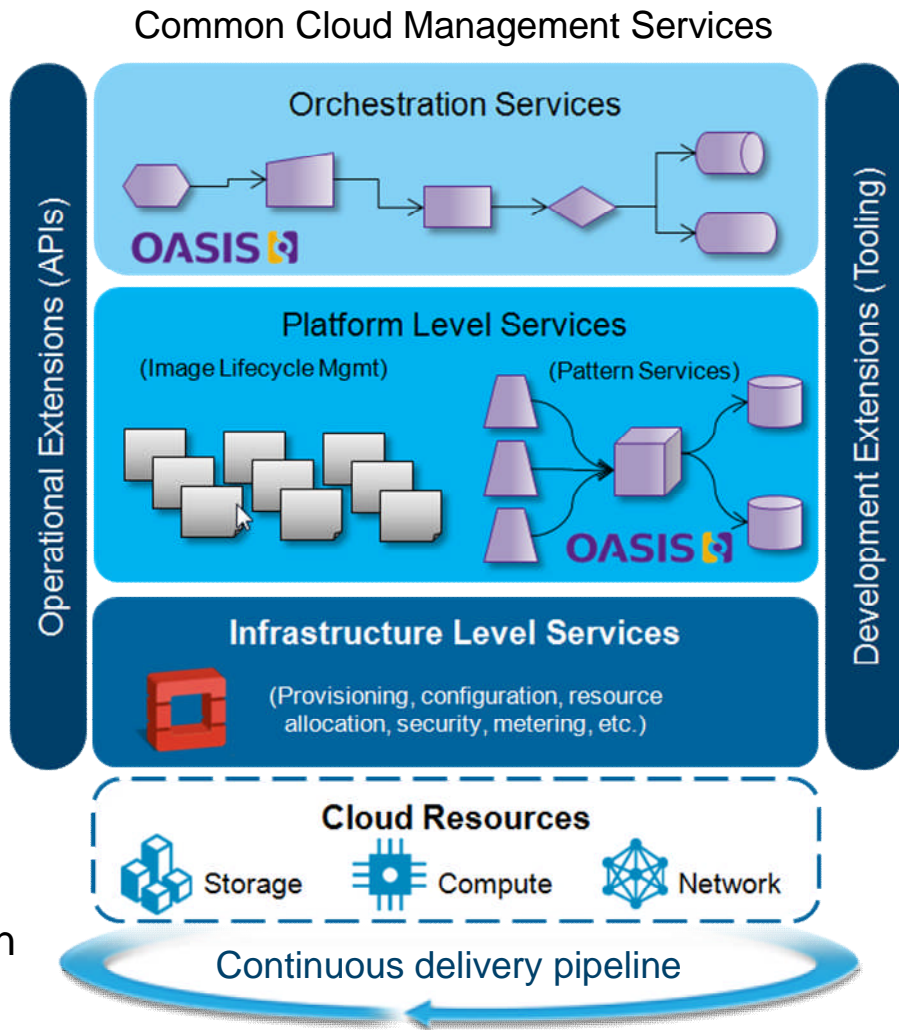 Common Cloud Management Services
Operational Extensions (APIs)
Orchestration Services
OASIS
Platform Level Services
(Image Lifecycle Mgmt)
(Pattern Services)
OASIS
Infrastructure Level Services
(Provisioning, configuration, resource
allocation, security, metering, etc.)
Development Extensions (Tooling)
Cloud Resources
Storage
Compute
Network
n
Continuous delivery pipeline